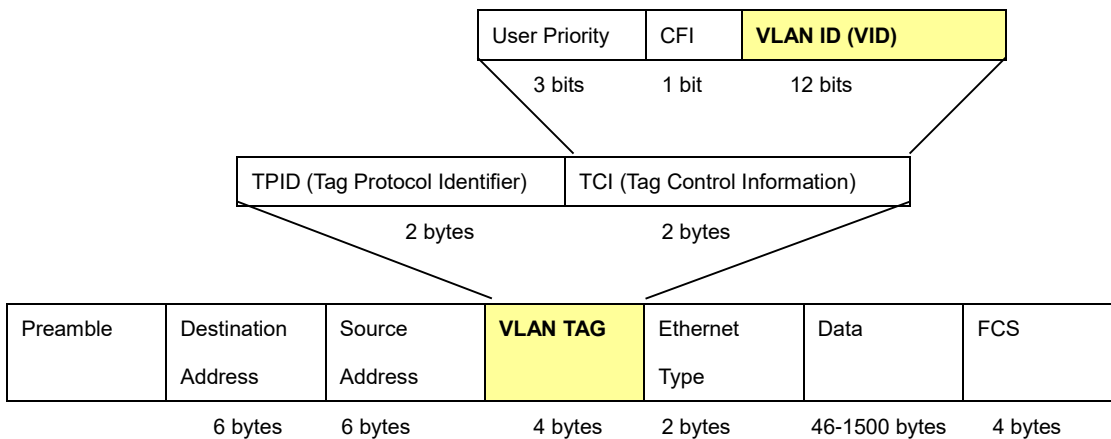 User Priority CFI VLAN ID (VID)
3 bits 1 bit 12 bits
TPID (Tag Protocol Identifier) TCI (Tag Control Information)
2 bytes 2 bytes
Preamble Destination Source VLAN TAG Ethernet Data FCS
Address Address Type
6 bytes 6 bytes 4 bytes 2 bytes 46-1500 bytes 4 bytes